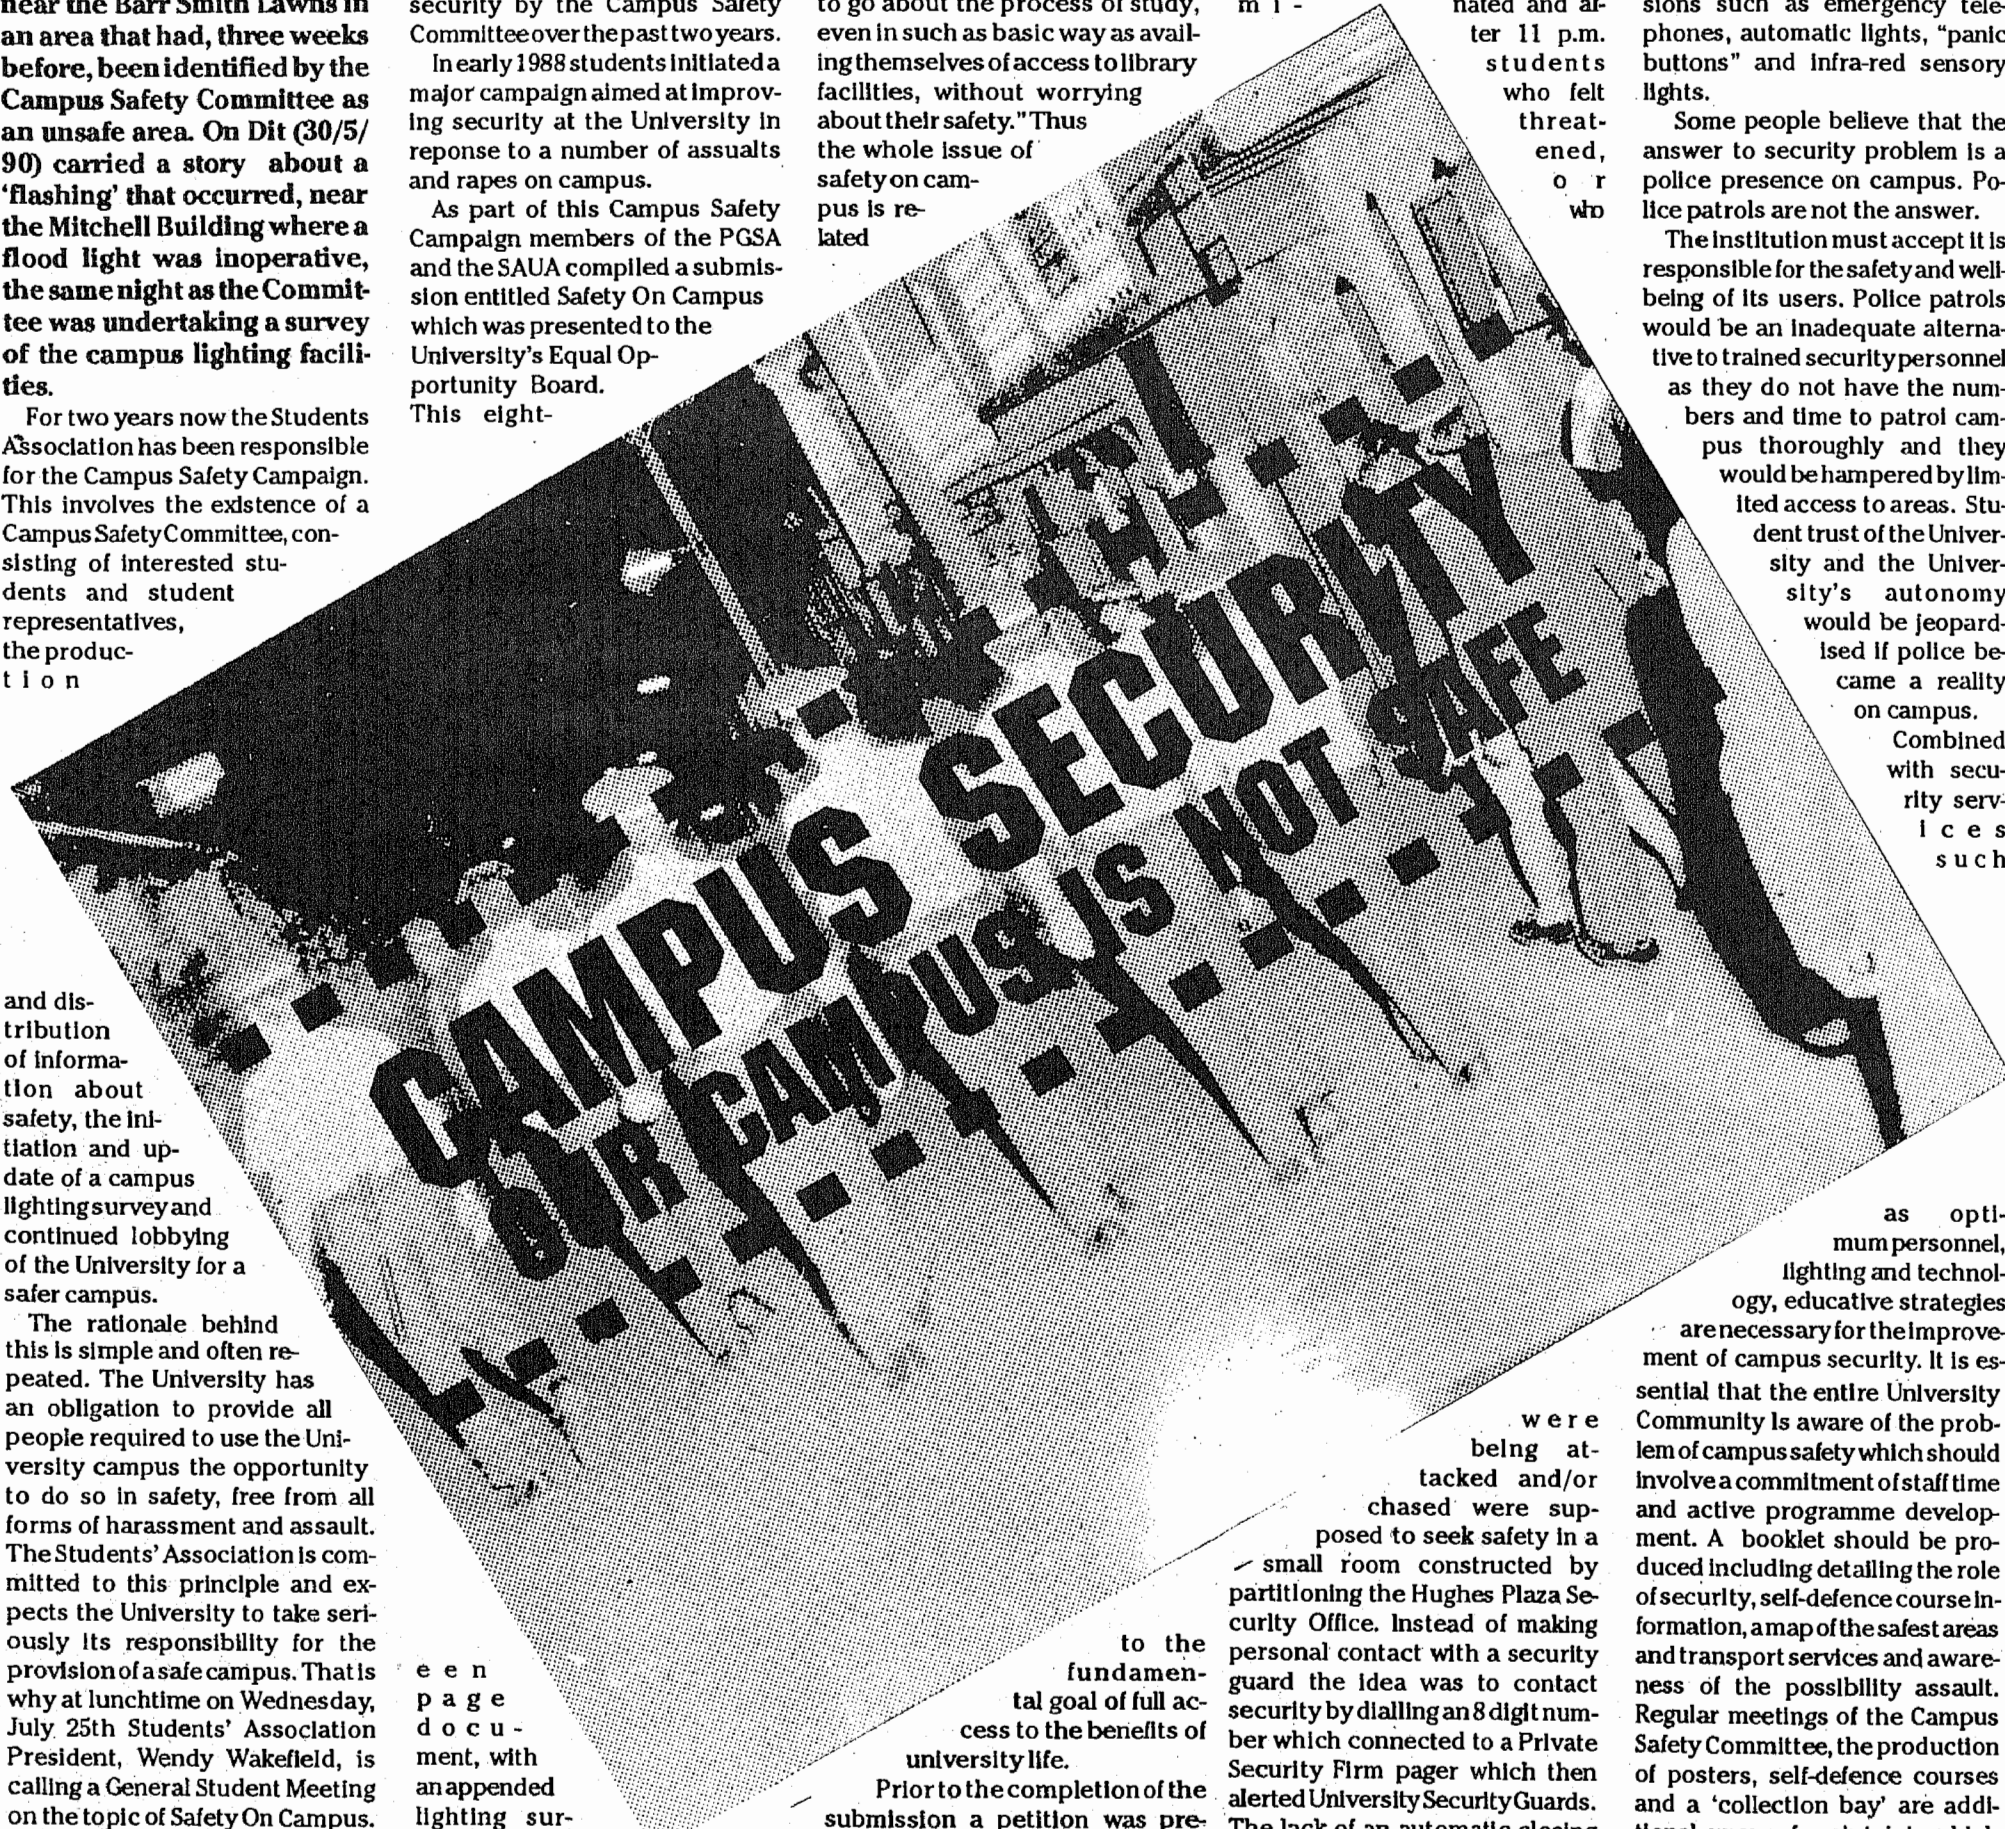 near the Barr Smith Lawns in
an area that had, three weeks
before, been identified by the
Campus Safety Committee as
an unsafe area. On Dit (30/5/
90) carried a story about a
‘flashing’ that occurred, near
the Mitchell Building where a
flood light was inoperative,
the same night as the Commit-
tee was undertaking a survey
of the campus lighting facili-
ties.
For two years now the Students
Association has been responsible
for the Campus Safety Campaign.
This involves the existence of a
Campus Safety Committee, con-
sisting of interested stu-
dents and student
representatives,
the produc-
tion
and dis-
tribution
of informa-
tion about
safety, the ini-
tiation and up-
date of a campus
lighting survey and
continued lobbying
of the University for a
safer campus.
The rationale behind
this is simple and often re-
peated. The University has
an obligation to provide all
people required to use the Uni-
versity campus the opportunity
to do so in safety, free from all
forms of harassment and assault.
The Students’ Association is com-
mitted to this principle and ex-
pects the University to take seri-
ously its responsibility for the
provision of a safe campus. That is
why at lunchtime on Wednesday,
July 25th Students’ Association
President, Wendy Wakefield, is
calling a General Student Meeting
on the topic of Safety On Campus.
security by the Campus Safety
Committee over the past two years.
In early 1988 students initiated a
major campaign aimed at improv-
ing security at the University in
reponse to a number of assualts
and rapes on campus.
As part of this Campus Safety
Campaign members of the PGSA
and the SAUA compiled a submis-
sion entitled Safety On Campus
which was presented to the
University's Equal Op-
portunity Board.
This eight-
een
page
docu-
ment, with
an appended
lighting sur-
to go about the process of study,
even in such as basic way as avail-
ing themselves of access to library
facilities, without worrying
about their safety." Thus
the whole issue of
safety on cam-
pus is re-
lated
to the
fundamen-
tal goal of full ac-
cess to the benefits of
university life.
Prior to the completion of the
submission a petition was pre-
CAMPUS SECURITY
OUR CAMPUS IS NOT SAFE
mi-
nated and af-
ter 11 p.m.
students
who felt
threat-
ened,
or
who
were
being at-
tacked and/or
chased were sup-
posed to seek safety in a
small room constructed by
partitioning the Hughes Plaza Se-
curity Office. Instead of making
personal contact with a security
guard the idea was to contact
security by dialling an 8 digit num-
ber which connected to a Private
Security Firm pager which then
alerted University Security Guards.
The lack of an automatic closing
sions such as emergency tele-
phones, automatic lights, "panic
buttons" and infra-red sensory
lights.
Some people believe that the
answer to security problem is a
police presence on campus. Po-
lice patrols are not the answer.
The institution must accept it is
responsible for the safety and well-
being of its users. Police patrols
would be an inadequate alterna-
tive to trained security personnel
as they do not have the num-
bers and time to patrol cam-
pus thoroughly and they
would be hampered by lim-
ited access to areas. Stu-
dent trust of the Univer-
sity and the Univer-
sity's autonomy
would be jeopard-
ised if police be-
came a reality
on campus.
Combined
with secu-
rity serv-
ices
such
as opti-
mum personnel,
lighting and technol-
ogy, educative strategies
are necessary for the improve-
ment of campus security. It is es-
sential that the entire University
Community is aware of the prob-
lem of campus safety which should
involve a commitment of staff time
and active programme develop-
ment. A booklet should be pro-
duced including detailing the role
of security, self-defence course in-
formation, a map of the safest areas
and transport services and aware-
ness of the possibility assault.
Regular meetings of the Campus
Safety Committee, the production
of posters, self-defence courses
and a ‘collection bay’ are addi-